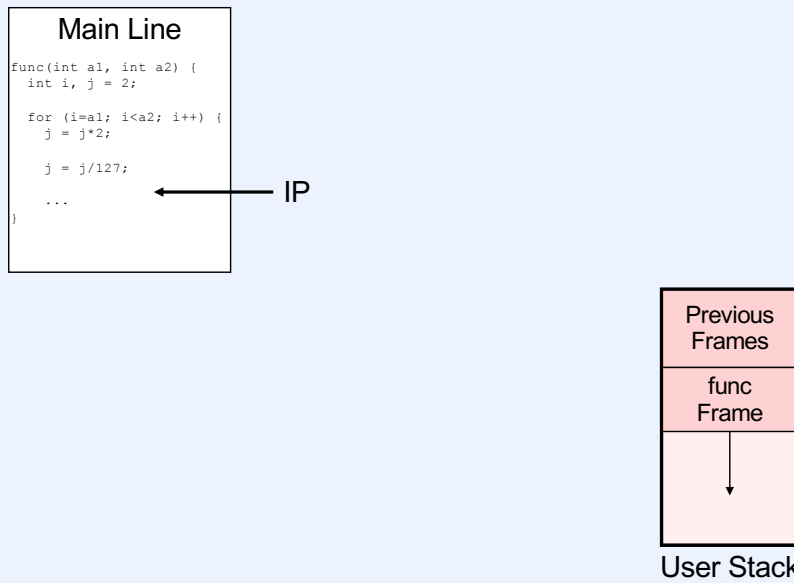 Main Line
func(int a1, int a2) {
  int i, j = 2;
  for (i=a1; i<a2; i++) {
    j = j*2;
    j = j/127;
    ...
}
IP
Previous
Frames
func
Frame
User Stack